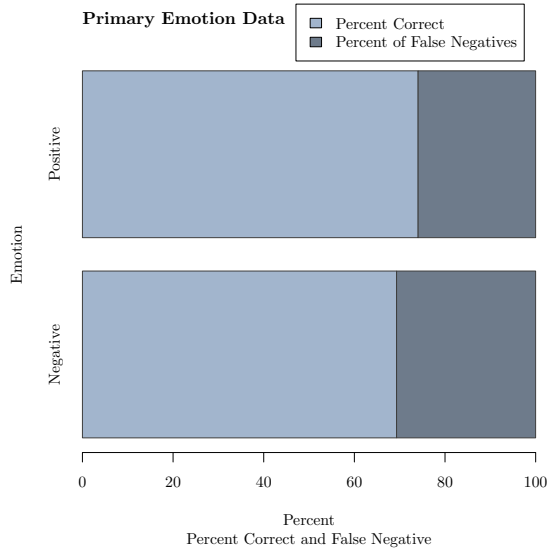 Primary Emotion Data
Percent Correct
Percent of False Negatives
Positive
Negative
Emotion
0 20 40 60 80 100
Percent
Percent Correct and False Negative